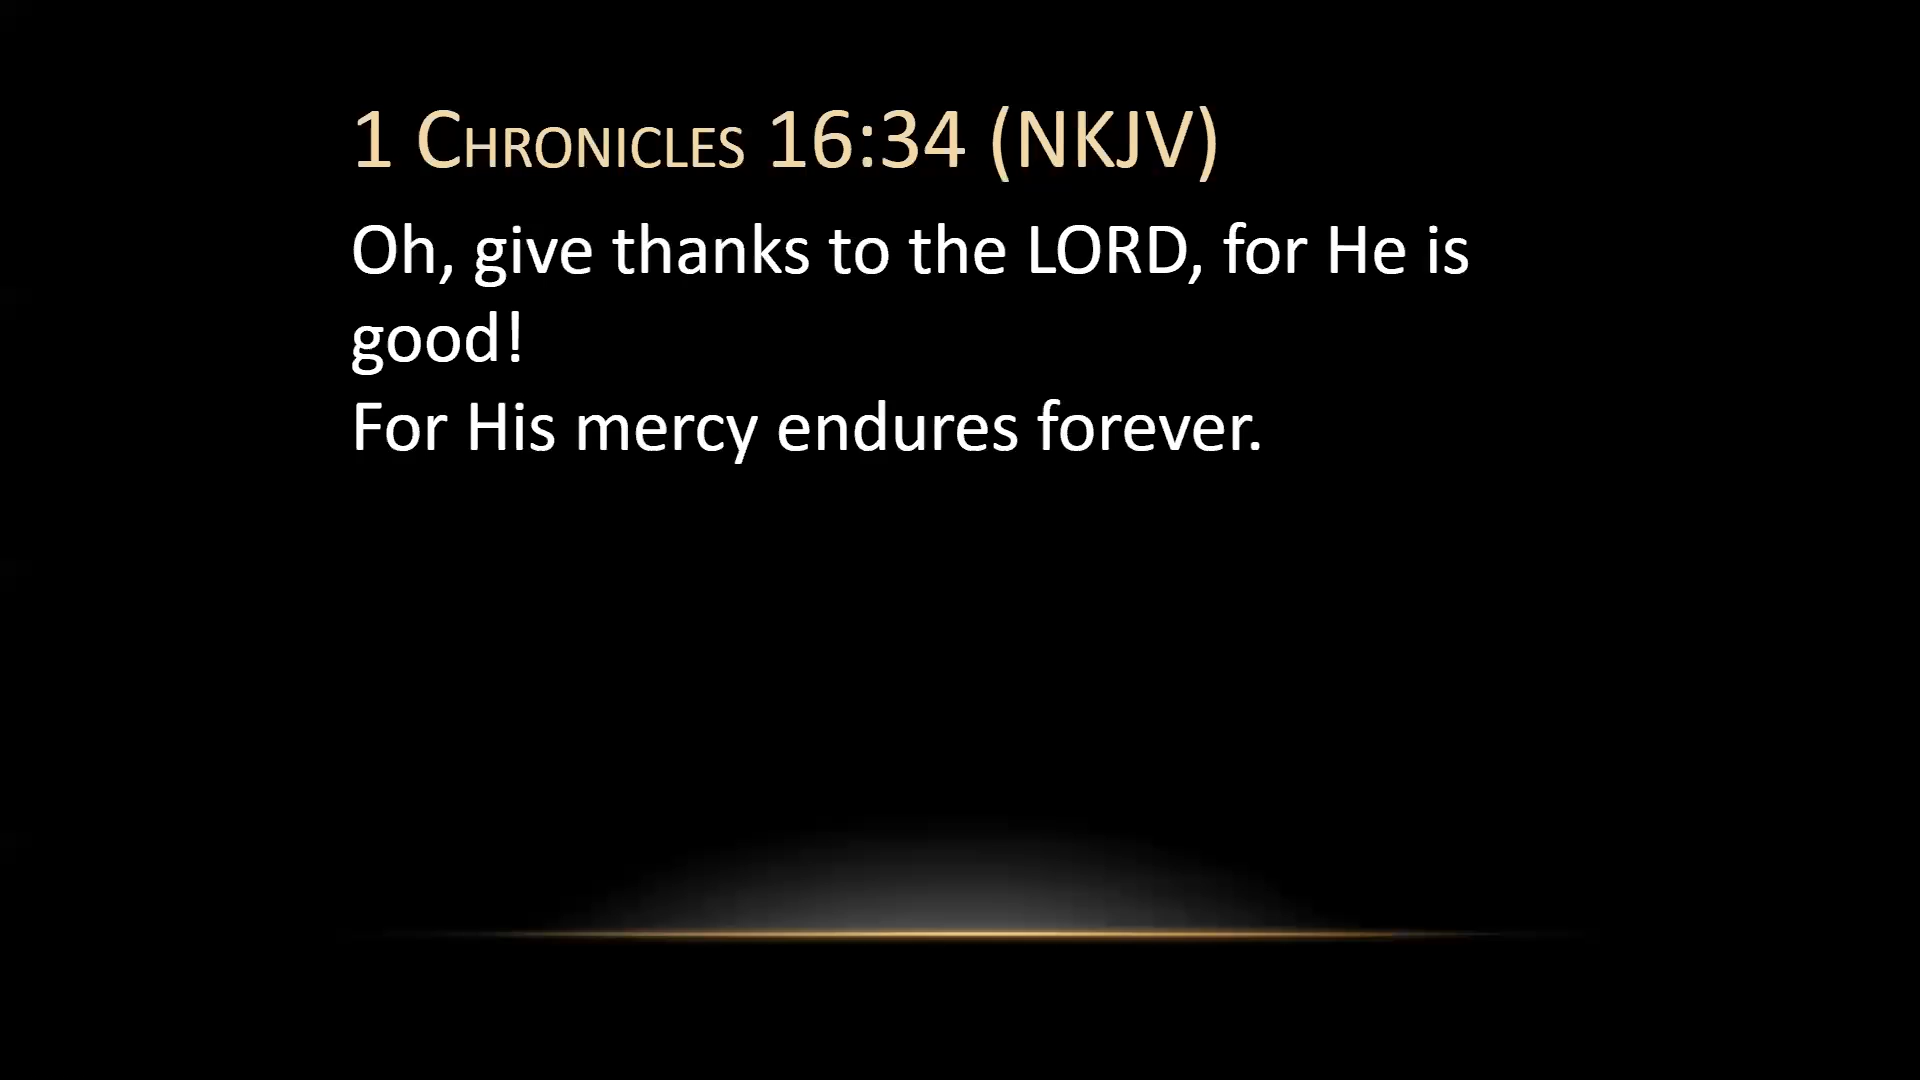 1 Chronicles 16:34 (NKJV)
Oh, give thanks to the LORD, for He is
good!
For His mercy endures forever.